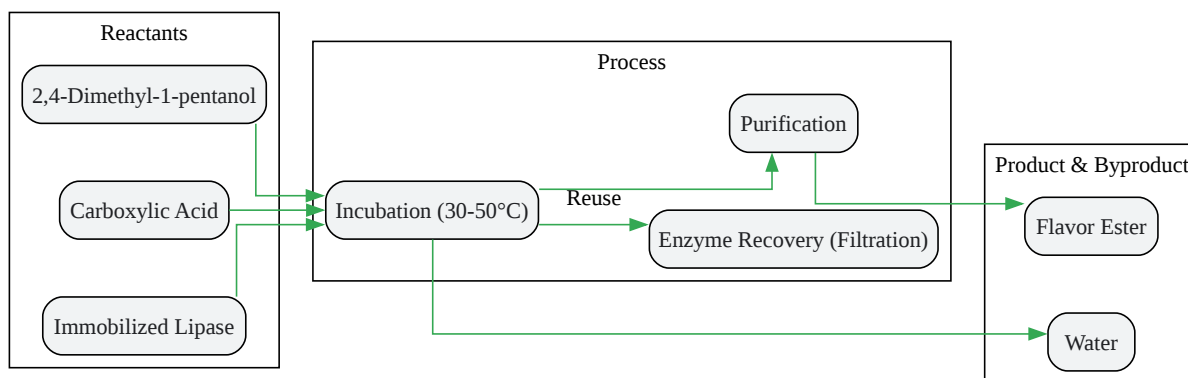 Reactants
2,4-Dimethyl-1-pentanol
Carboxylic Acid
Immobilized Lipase
Process
Incubation (30-50°C)
Reuse
Purification
Enzyme Recovery (Filtration)
Product & Byproduct
Flavor Ester
Water